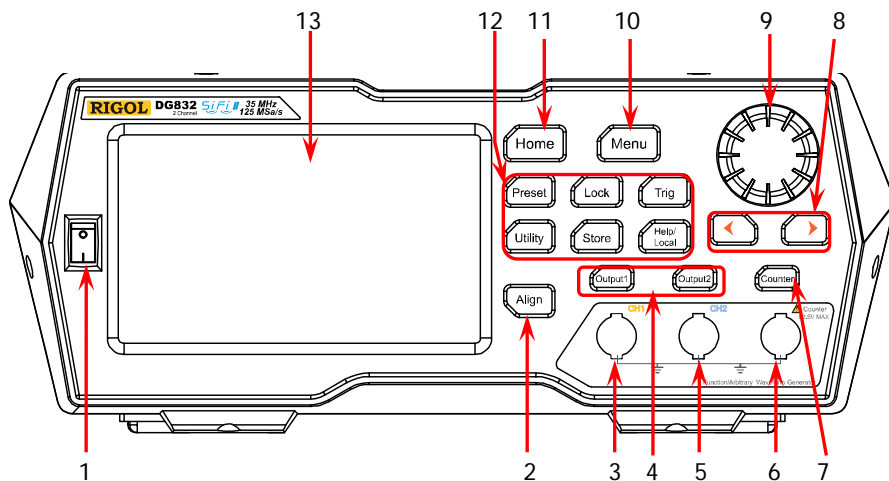 13
12
11
10
9
8
RIGOL DG832 SiFi II 35 MHz
2 Channel 125 MSa/s
Home
Menu
Preset
Lock
Trig
Utility
Store
Help/
Local
Output1
Output2
Counter
Align
CH1
CH2
Counter
Function/Arbitrary
Generator
1
2
3
4
5
6
7